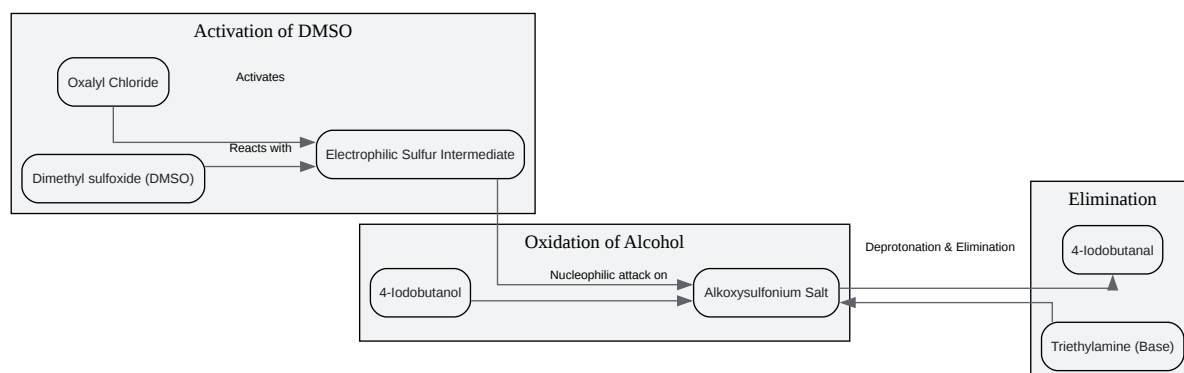 Activation of DMSO
Oxalyl Chloride
Activates
Reacts with
Electrophilic Sulfur Intermediate
Dimethyl sulfoxide (DMSO)
Oxidation of Alcohol
4-Iodobutanol
Nucleophilic attack on
Alkoxysulfonium Salt
Deprotonation & Elimination
Elimination
4-Iodobutanal
Triethylamine (Base)